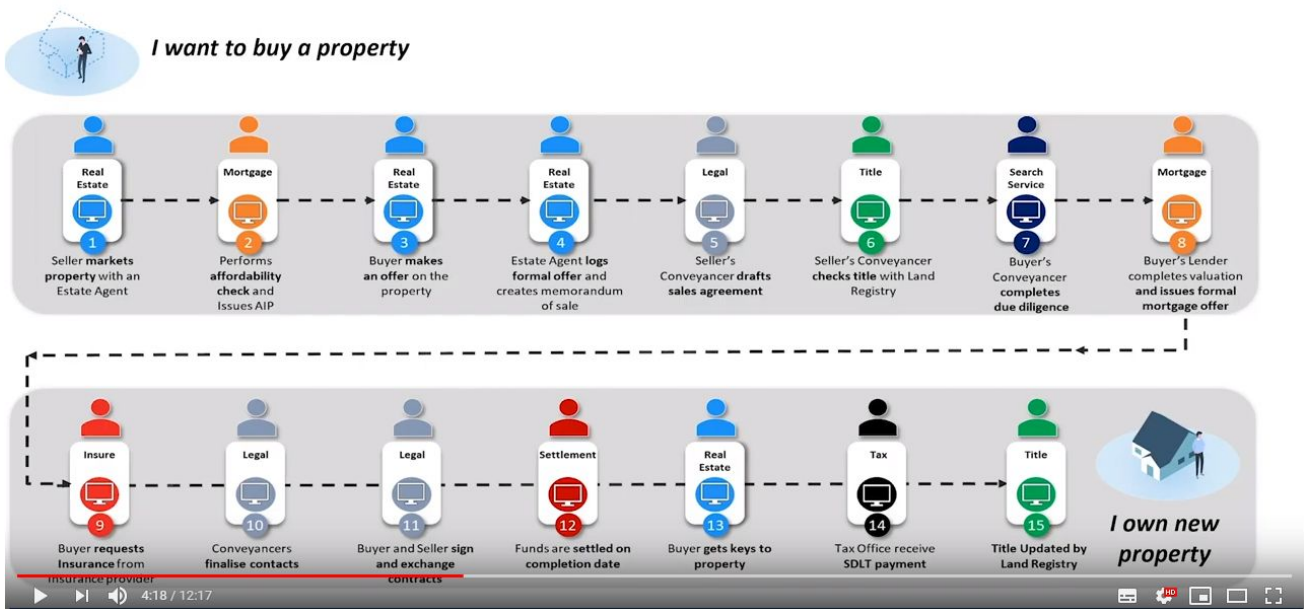 I want to buy a property
Real
Estate
1
Seller markets
property with an
Estate Agent
Mortgage
2
Performs
affordability
check and
Issues AIP
Real
Estate
3
Buyer makes
an offer on the
property
Real
Estate
4
Estate Agent logs
formal offer and
creates memorandum
of sale
Legal
5
Seller's
Conveyancer drafts
sales agreement
Title
6
Seller's Conveyancer
checks title with Land
Registry
Search
Service
7
Buyer's
Conveyancer
completes
due diligence
Mortgage
8
Buyer's Lender
completes valuation
and issues formal
mortgage offer
Insure
9
Buyer requests
Insurance from
insurance provider
Legal
10
Conveyancers
finalise contacts
Legal
11
Buyer and Seller sign
and exchange
contracts
Settlement
12
Funds are settled on
completion date
Real
Estate
13
Buyer gets keys to
property
Tax
14
Tax Office receive
SDLT payment
Title
15
Title Updated by
Land Registry
I own new
property
4:18 / 12:17
HD